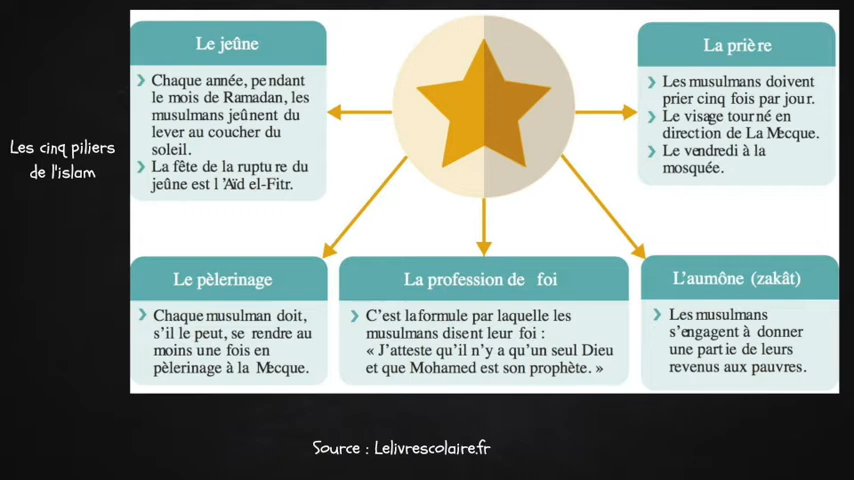 Les cinq piliers
de l'islam
Le jeûne
Chaque année, pendant
le mois de Ramadan, les
musulmans jeûnent du
lever au coucher du
soleil.
La fête de la rupture du
jeûne est l'Aïd el-Fitr.
La prière
Les musulmans doivent
prier cinq fois par jour.
Le visage tourné en
direction de La Mecque.
Le vendredi à la
mosquée.
Le pèlerinage
Chaque musulman doit,
s'il le peut, se rendre au
moins une fois en
pèlerinage à la Mecque.
La profession de foi
C'est la formule par laquelle les
musulmans disent leur foi :
« J'atteste qu'il n'y a qu'un seul Dieu
et que Mohamed est son prophète. »
L'aumône (zakât)
Les musulmans
s'engagent à donner
une partie de leurs
revenus aux pauvres.
Source : Lelivrescolaire.fr